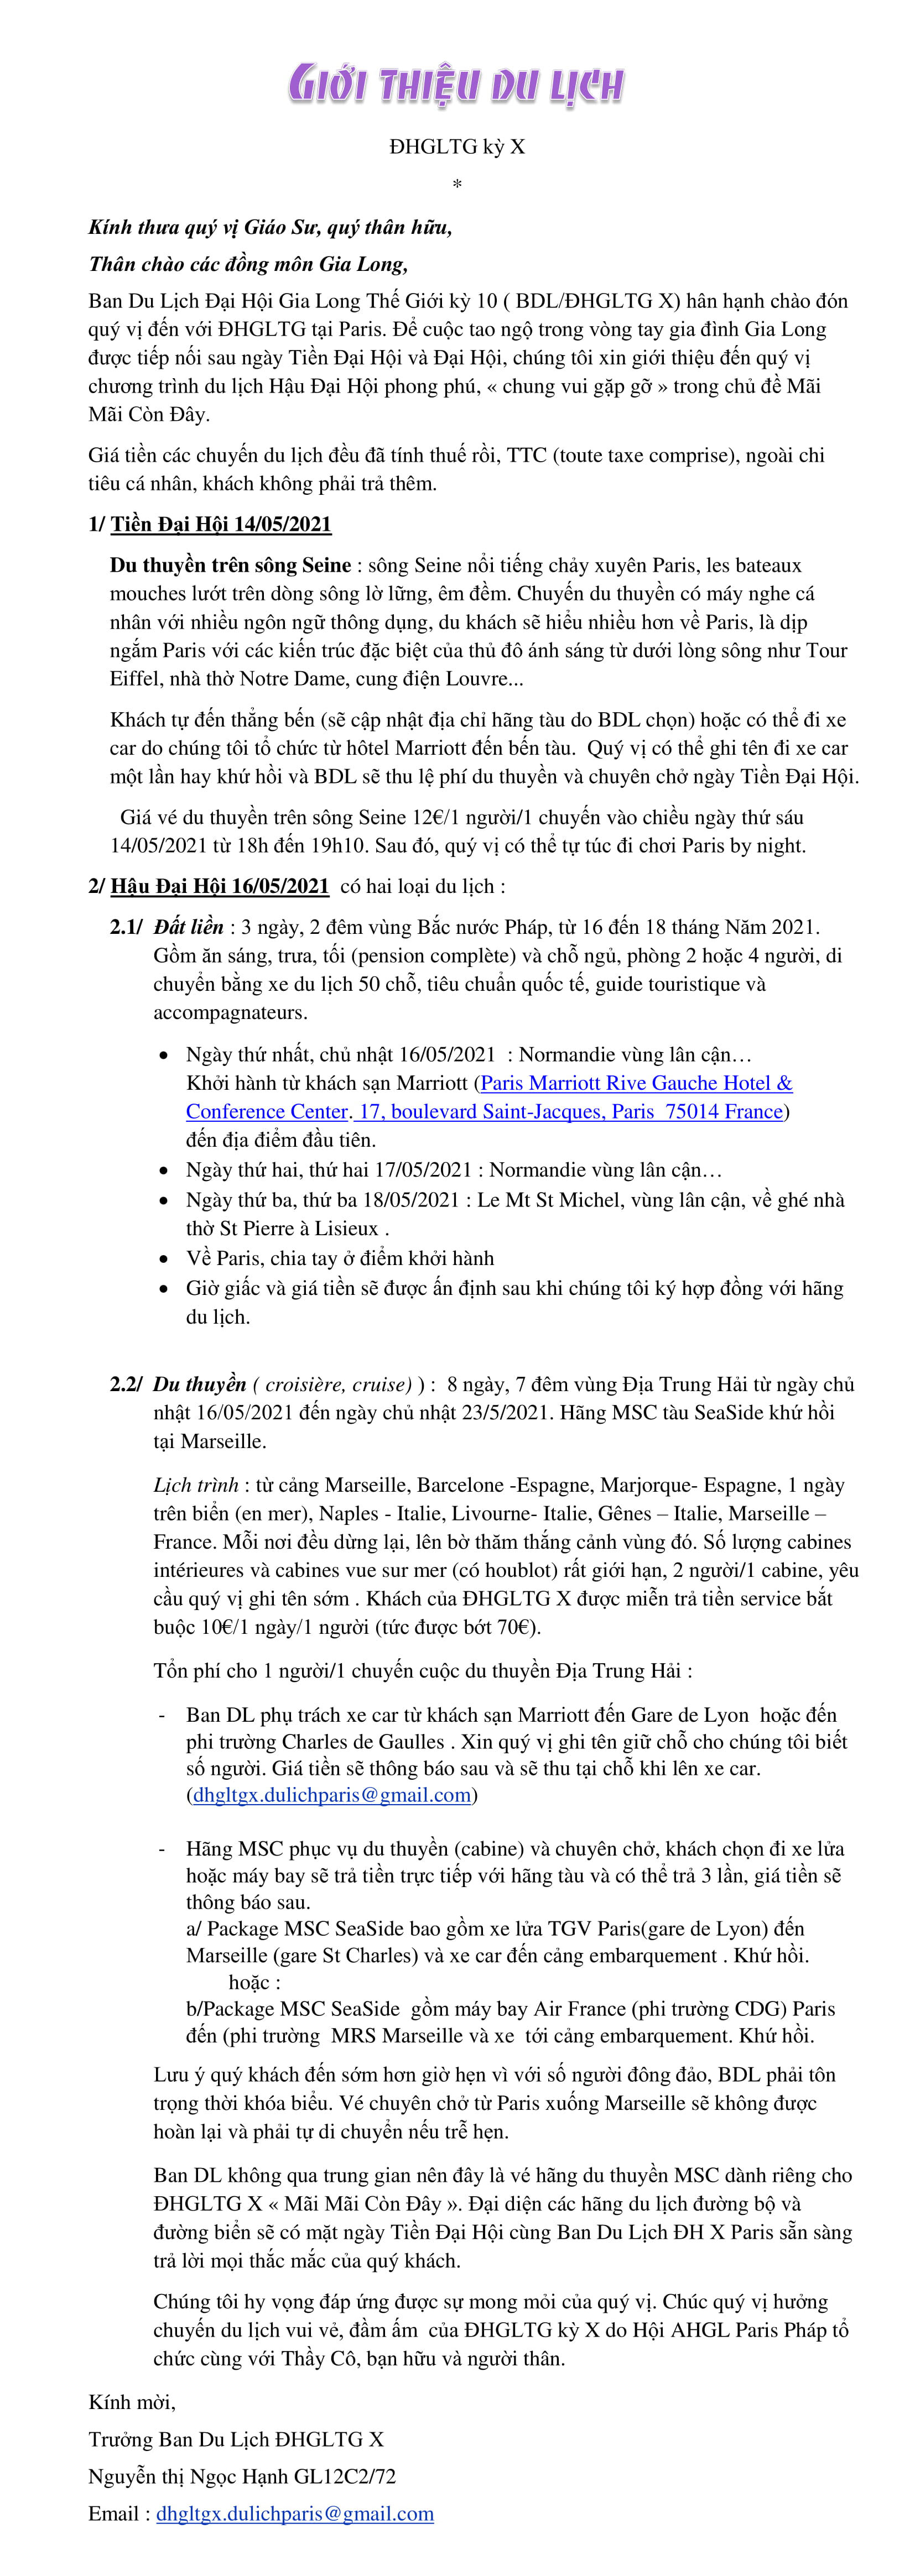 GIỚI THIỆU DU LỊCH
ĐHGLTG kỳ X
*
Kính thưa quý vị Giáo Sư, quý thân hữu,
Thân chào các đồng môn Gia Long,
Ban Du Lịch Đại Hội Gia Long Thế Giới kỳ 10 ( BDL/ĐHGLTG X) hân hạnh chào đón
quý vị đến với ĐHGLTG tại Paris. Để cuộc tao ngộ trong vòng tay gia đình Gia Long
được tiếp nối sau ngày Tiền Đại Hội và Đại Hội, chúng tôi xin giới thiệu đến quý vị
chương trình du lịch Hậu Đại Hội phong phú, « chung vui gặp gỡ » trong chủ đề Mãi
Mãi Còn Đây.
Giá tiền các chuyến du lịch đều đã tính thuế rồi, TTC (toute taxe comprise), ngoài chi
tiêu cá nhân, khách không phải trả thêm.
1/ Tiền Đại Hội 14/05/2021
Du thuyền trên sông Seine : sông Seine nổi tiếng chảy xuyên Paris, les bateaux
mouches lướt trên dòng sông lờ lững, êm đềm. Chuyến du thuyền có máy nghe cá
nhân với nhiều ngôn ngữ thông dụng, du khách sẽ hiểu nhiều hơn về Paris, là dịp
ngắm Paris với các kiến trúc đặc biệt của thủ đô ánh sáng từ dưới lòng sông như Tour
Eiffel, nhà thờ Notre Dame, cung điện Louvre...
Khách tự đến thẳng bến (sẽ cập nhật địa chỉ hãng tàu do BDL chọn) hoặc có thể đi xe
car do chúng tôi tổ chức từ hôtel Marriott đến bến tàu. Quý vị có thể ghi tên đi xe car
một lần hay khứ hồi và BDL sẽ thu lệ phí du thuyền và chuyên chở ngày Tiền Đại Hội.
Giá vé du thuyền trên sông Seine 12€/1 người/1 chuyến vào chiều ngày thứ sáu
14/05/2021 từ 18h đến 19h10. Sau đó, quý vị có thể tự túc đi chơi Paris by night.
2/ Hậu Đại Hội 16/05/2021 có hai loại du lịch :
2.1/ Đất liền : 3 ngày, 2 đêm vùng Bắc nước Pháp, từ 16 đến 18 tháng Năm 2021.
Gồm ăn sáng, trưa, tối (pension complète) và chỗ ngủ, phòng 2 hoặc 4 người, di
chuyển bằng xe du lịch 50 chỗ, tiêu chuẩn quốc tế, guide touristique và
accompagnateurs.
• Ngày thứ nhất, chủ nhật 16/05/2021 : Normandie vùng lân cận…
Khởi hành từ khách sạn Marriott (Paris Marriott Rive Gauche Hotel &
Conference Center. 17, boulevard Saint-Jacques, Paris 75014 France)
đến địa điểm đầu tiên.
• Ngày thứ hai, thứ hai 17/05/2021 : Normandie vùng lân cận…
• Ngày thứ ba, thứ ba 18/05/2021 : Le Mt St Michel, vùng lân cận, về ghé nhà
thờ St Pierre à Lisieux .
• Về Paris, chia tay ở điểm khởi hành
• Giờ giấc và giá tiền sẽ được ấn định sau khi chúng tôi ký hợp đồng với hãng
du lịch.
2.2/ Du thuyền ( croisière, cruise) ) : 8 ngày, 7 đêm vùng Địa Trung Hải từ ngày chủ
nhật 16/05/2021 đến ngày chủ nhật 23/5/2021. Hãng MSC tàu SeaSide khứ hồi
tại Marseille.
Lịch trình : từ cảng Marseille, Barcelone -Espagne, Marjorque- Espagne, 1 ngày
trên biển (en mer), Naples - Italie, Livourne- Italie, Gênes – Italie, Marseille –
France. Mỗi nơi đều dừng lại, lên bờ thăm thắng cảnh vùng đó. Số lượng cabines
intérieures và cabines vue sur mer (có houblot) rất giới hạn, 2 người/1 cabine, yêu
cầu quý vị ghi tên sớm . Khách của ĐHGLTG X được miễn trả tiền service bắt
buộc 10€/1 ngày/1 người (tức được bớt 70€).
Tổn phí cho 1 người/1 chuyến cuộc du thuyền Địa Trung Hải :
- Ban DL phụ trách xe car từ khách sạn Marriott đến Gare de Lyon hoặc đến
phi trường Charles de Gaulles . Xin quý vị ghi tên giữ chỗ cho chúng tôi biết
số người. Giá tiền sẽ thông báo sau và sẽ thu tại chỗ khi lên xe car.
(dhgltgx.dulichparis@gmail.com)
- Hãng MSC phục vụ du thuyền (cabine) và chuyên chở, khách chọn đi xe lửa
hoặc máy bay sẽ trả tiền trực tiếp với hãng tàu và có thể trả 3 lần, giá tiền sẽ
thông báo sau.
a/ Package MSC SeaSide bao gồm xe lửa TGV Paris(gare de Lyon) đến
Marseille (gare St Charles) và xe car đến cảng embarquement . Khứ hồi.
hoặc :
b/Package MSC SeaSide gồm máy bay Air France (phi trường CDG) Paris
đến (phi trường MRS Marseille và xe tới cảng embarquement. Khứ hồi.
Lưu ý quý khách đến sớm hơn giờ hẹn vì với số người đông đảo, BDL phải tôn
trọng thời khóa biểu. Vé chuyên chở từ Paris xuống Marseille sẽ không được
hoàn lại và phải tự di chuyển nếu trễ hẹn.
Ban DL không qua trung gian nên đây là vé hãng du thuyền MSC dành riêng cho
ĐHGLTG X « Mãi Mãi Còn Đây ». Đại diện các hãng du lịch đường bộ và
đường biển sẽ có mặt ngày Tiền Đại Hội cùng Ban Du Lịch ĐH X Paris sẵn sàng
trả lời mọi thắc mắc của quý khách.
Chúng tôi hy vọng đáp ứng được sự mong mỏi của quý vị. Chúc quý vị hưởng
chuyến du lịch vui vẻ, đầm ấm của ĐHGLTG kỳ X do Hội AHGL Paris Pháp tổ
chức cùng với Thầy Cô, bạn hữu và người thân.
Kính mời,
Trưởng Ban Du Lịch ĐHGLTG X
Nguyễn thị Ngọc Hạnh GL12C2/72
Email : dhgltgx.dulichparis@gmail.com